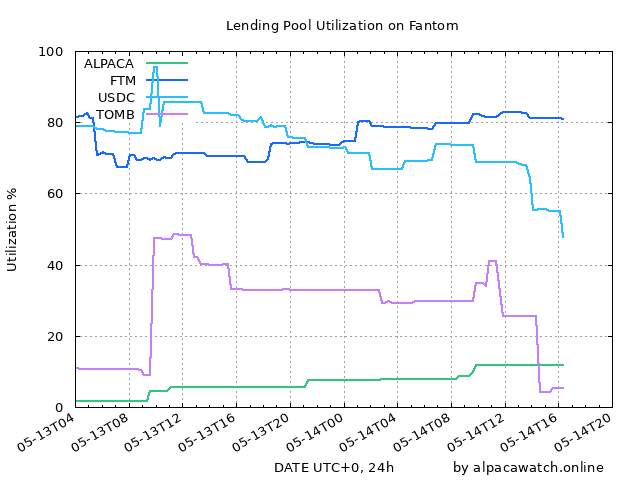 Lending Pool Utilization on Fantom
100
80
60
40
20
0
Utilization %
ALPACA
FTM
USDC
TOMB
05-13T04
05-13T08
05-13T12
05-13T16
05-13T20
05-14T00
05-14T04
05-14T08
05-14T12
05-14T16
05-14T20
DATE UTC+0, 24h
by alpacawatch.online